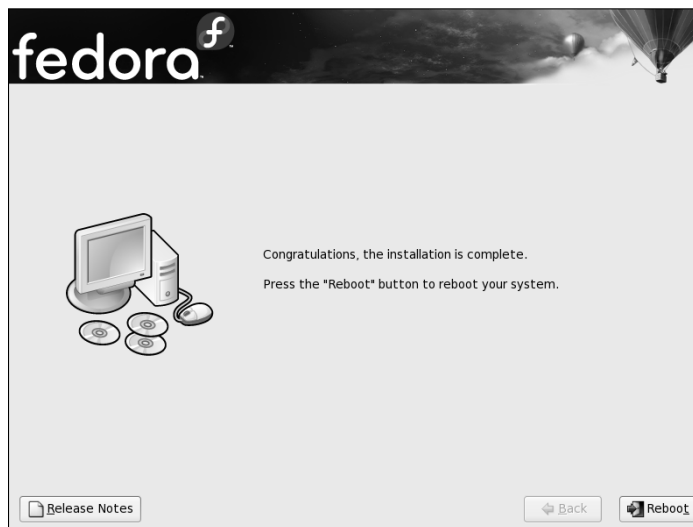 fedora
Congratulations, the installation is complete.
Press the "Reboot" button to reboot your system.
Release Notes
Back
Reboot